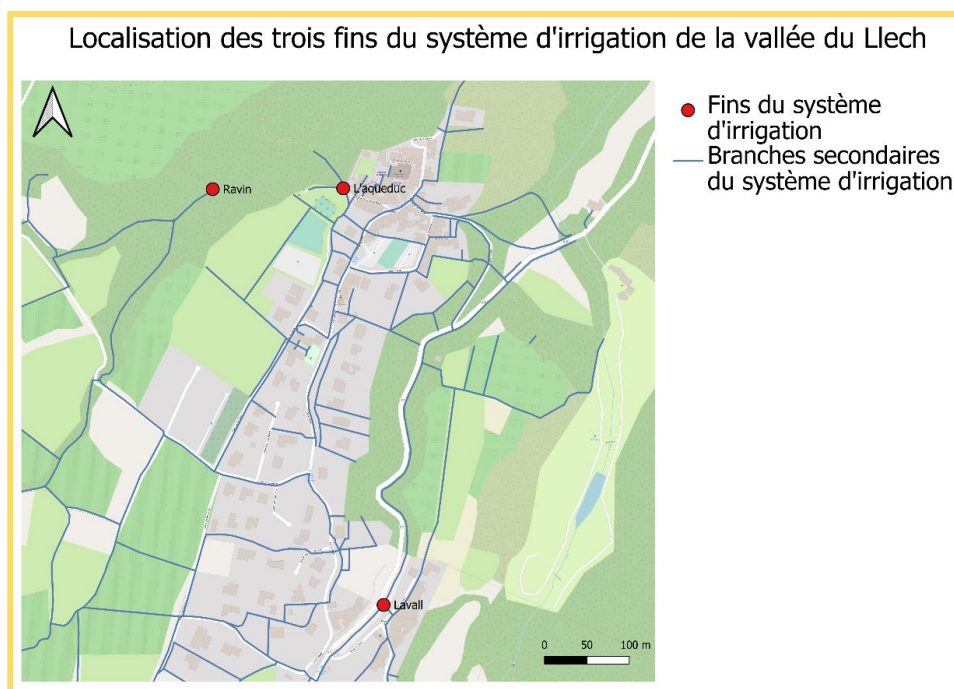 Localisation des trois fins du système d'irrigation de la vallée du Llech
Fins du système
d'irrigation
Branches secondaires
du système d'irrigation
Ravin
L'aqueduc
Lavall
0 50 100 m